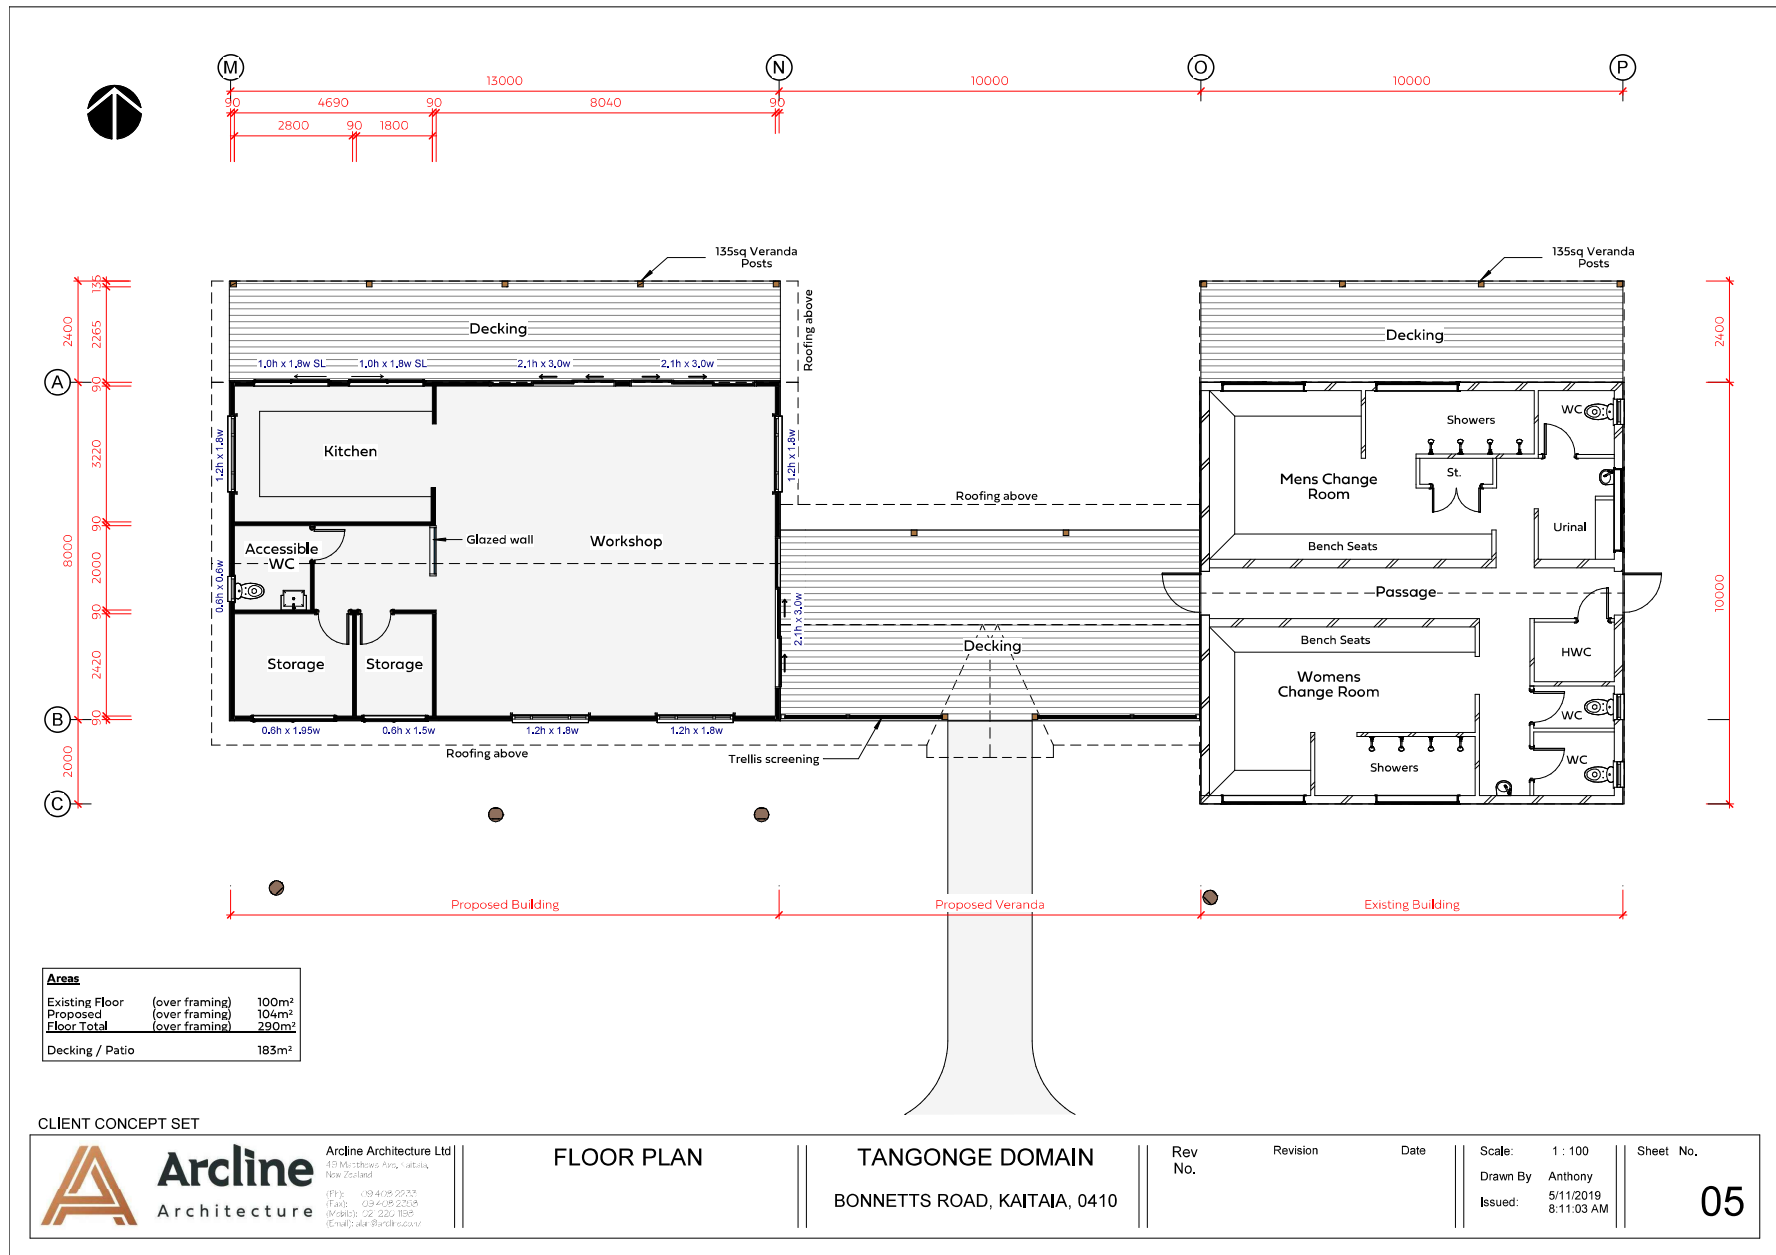 M
N
O
P
13000
10000
10000
90
4690
90
8040
90
2800
90
1800
135sq Veranda
Posts
135sq Veranda
Posts
135
2400
2265
Decking
Roofing above
Decking
2400
1.0h x 1.8w SL
1.0h x 1.8w SL
2.1h x 3.0w
2.1h x 3.0w
A
90
WC
Showers
3220
1.2h x 1.8w
Kitchen
1.2h x 1.8w
St.
Mens Change
Room
Roofing above
90
Urinal
Glazed wall
Workshop
Accessible
WC
Bench Seats
8000
2000
0.6h x 0.6w
Passage
10000
90
2.1h x 3.0w
Bench Seats
Decking
HWC
2420
Storage
Storage
Womens
Change Room
90
B
WC
0.6h x 1.95w
0.6h x 1.5w
1.2h x 1.8w
1.2h x 1.8w
Roofing above
Trellis screening
WC
Showers
2000
C
Proposed Building
Proposed Veranda
Existing Building
Areas
Existing Floor (over framing) 100m²
Proposed (over framing) 104m²
Floor Total (over framing) 290m²
Decking / Patio 183m²
CLIENT CONCEPT SET
Arcline
Architecture
Arcline Architecture Ltd
New Zealand
FLOOR PLAN
TANGONGE DOMAIN
BONNETTS ROAD, KAITAIA, 0410
Rev
No.
Revision
Date
Scale: 1 : 100
Drawn By Anthony
Issued: 5/11/2019
8:11:03 AM
Sheet No.
05